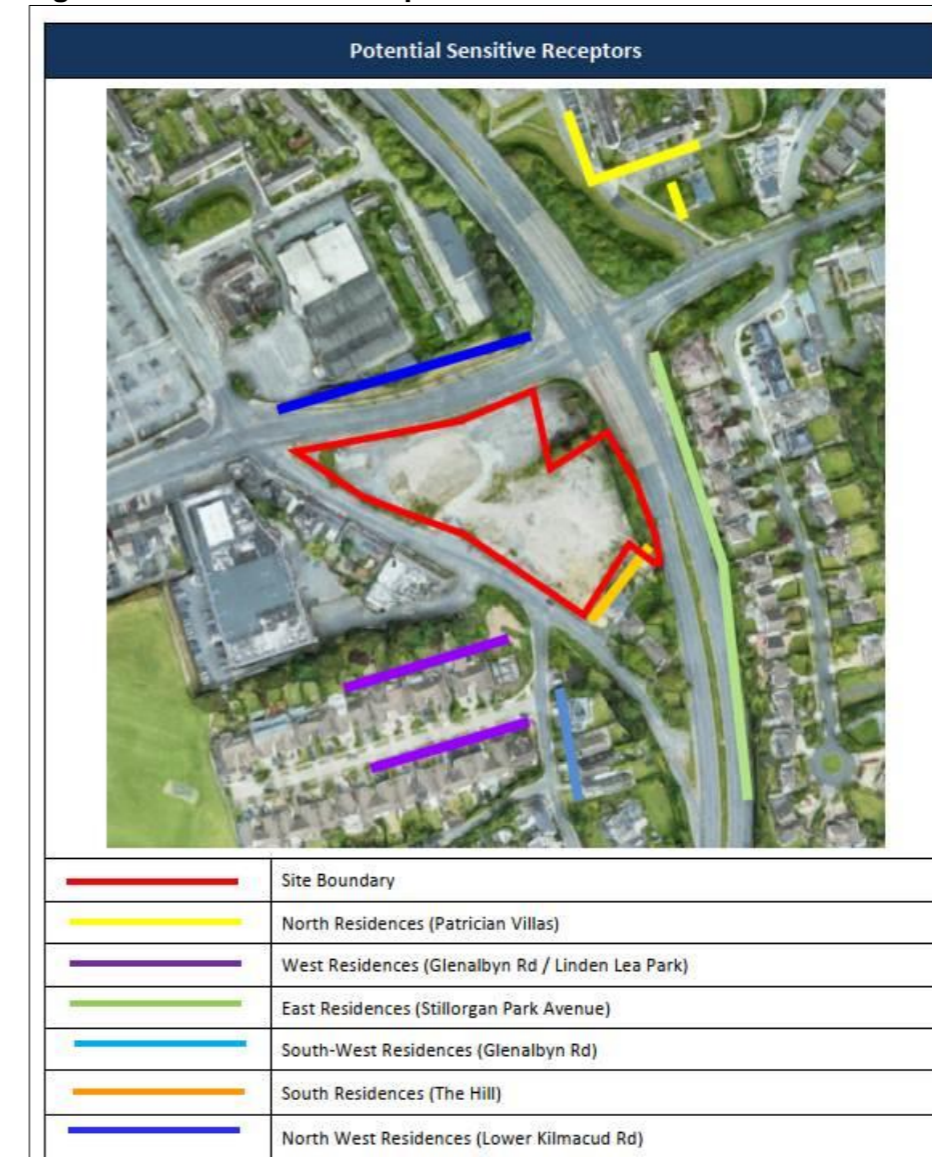 Potential Sensitive Receptors
Site Boundary
North Residences (Patrician Villas)
West Residences (Glenalbyn Rd / Linden Lea Park)
East Residences (Stillorgan Park Avenue)
South-West Residences (Glenalbyn Rd)
South Residences (The Hill)
North West Residences (Lower Kilmacud Rd)